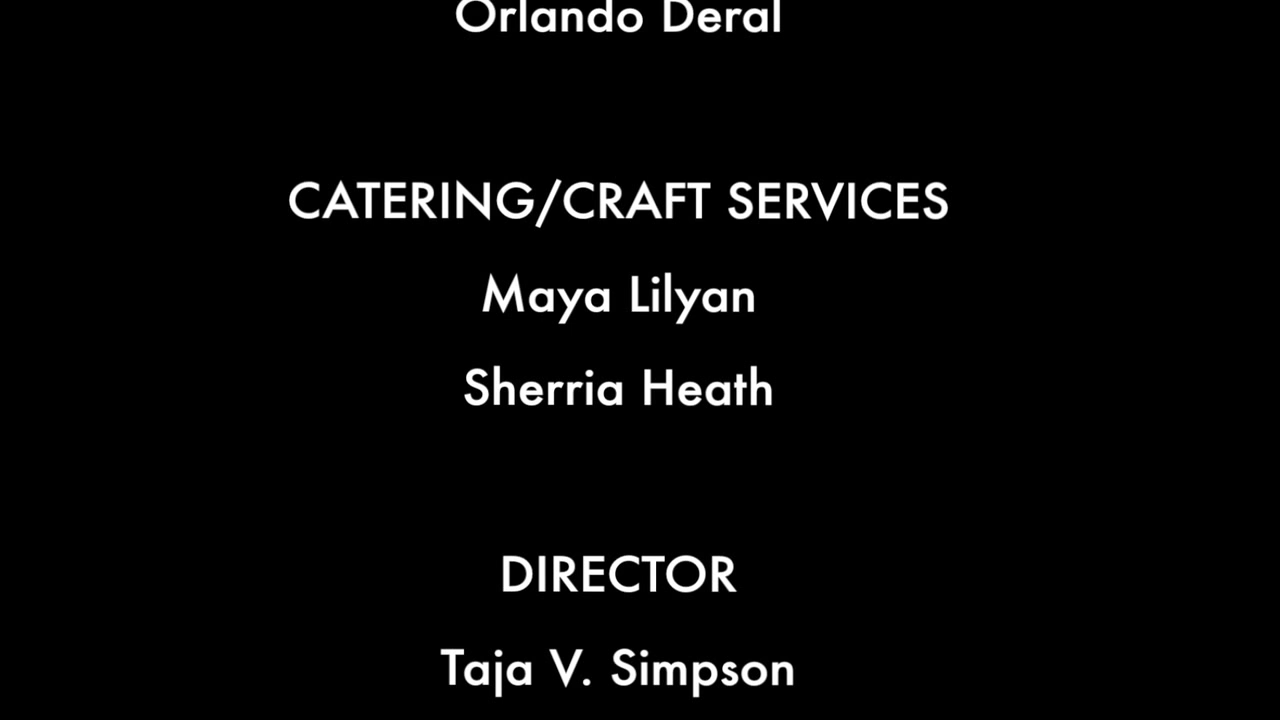 Orlando Deral
CATERING/CRAFT SERVICES
Maya Lilyan
Sherria Heath
DIRECTOR
Taja V. Simpson